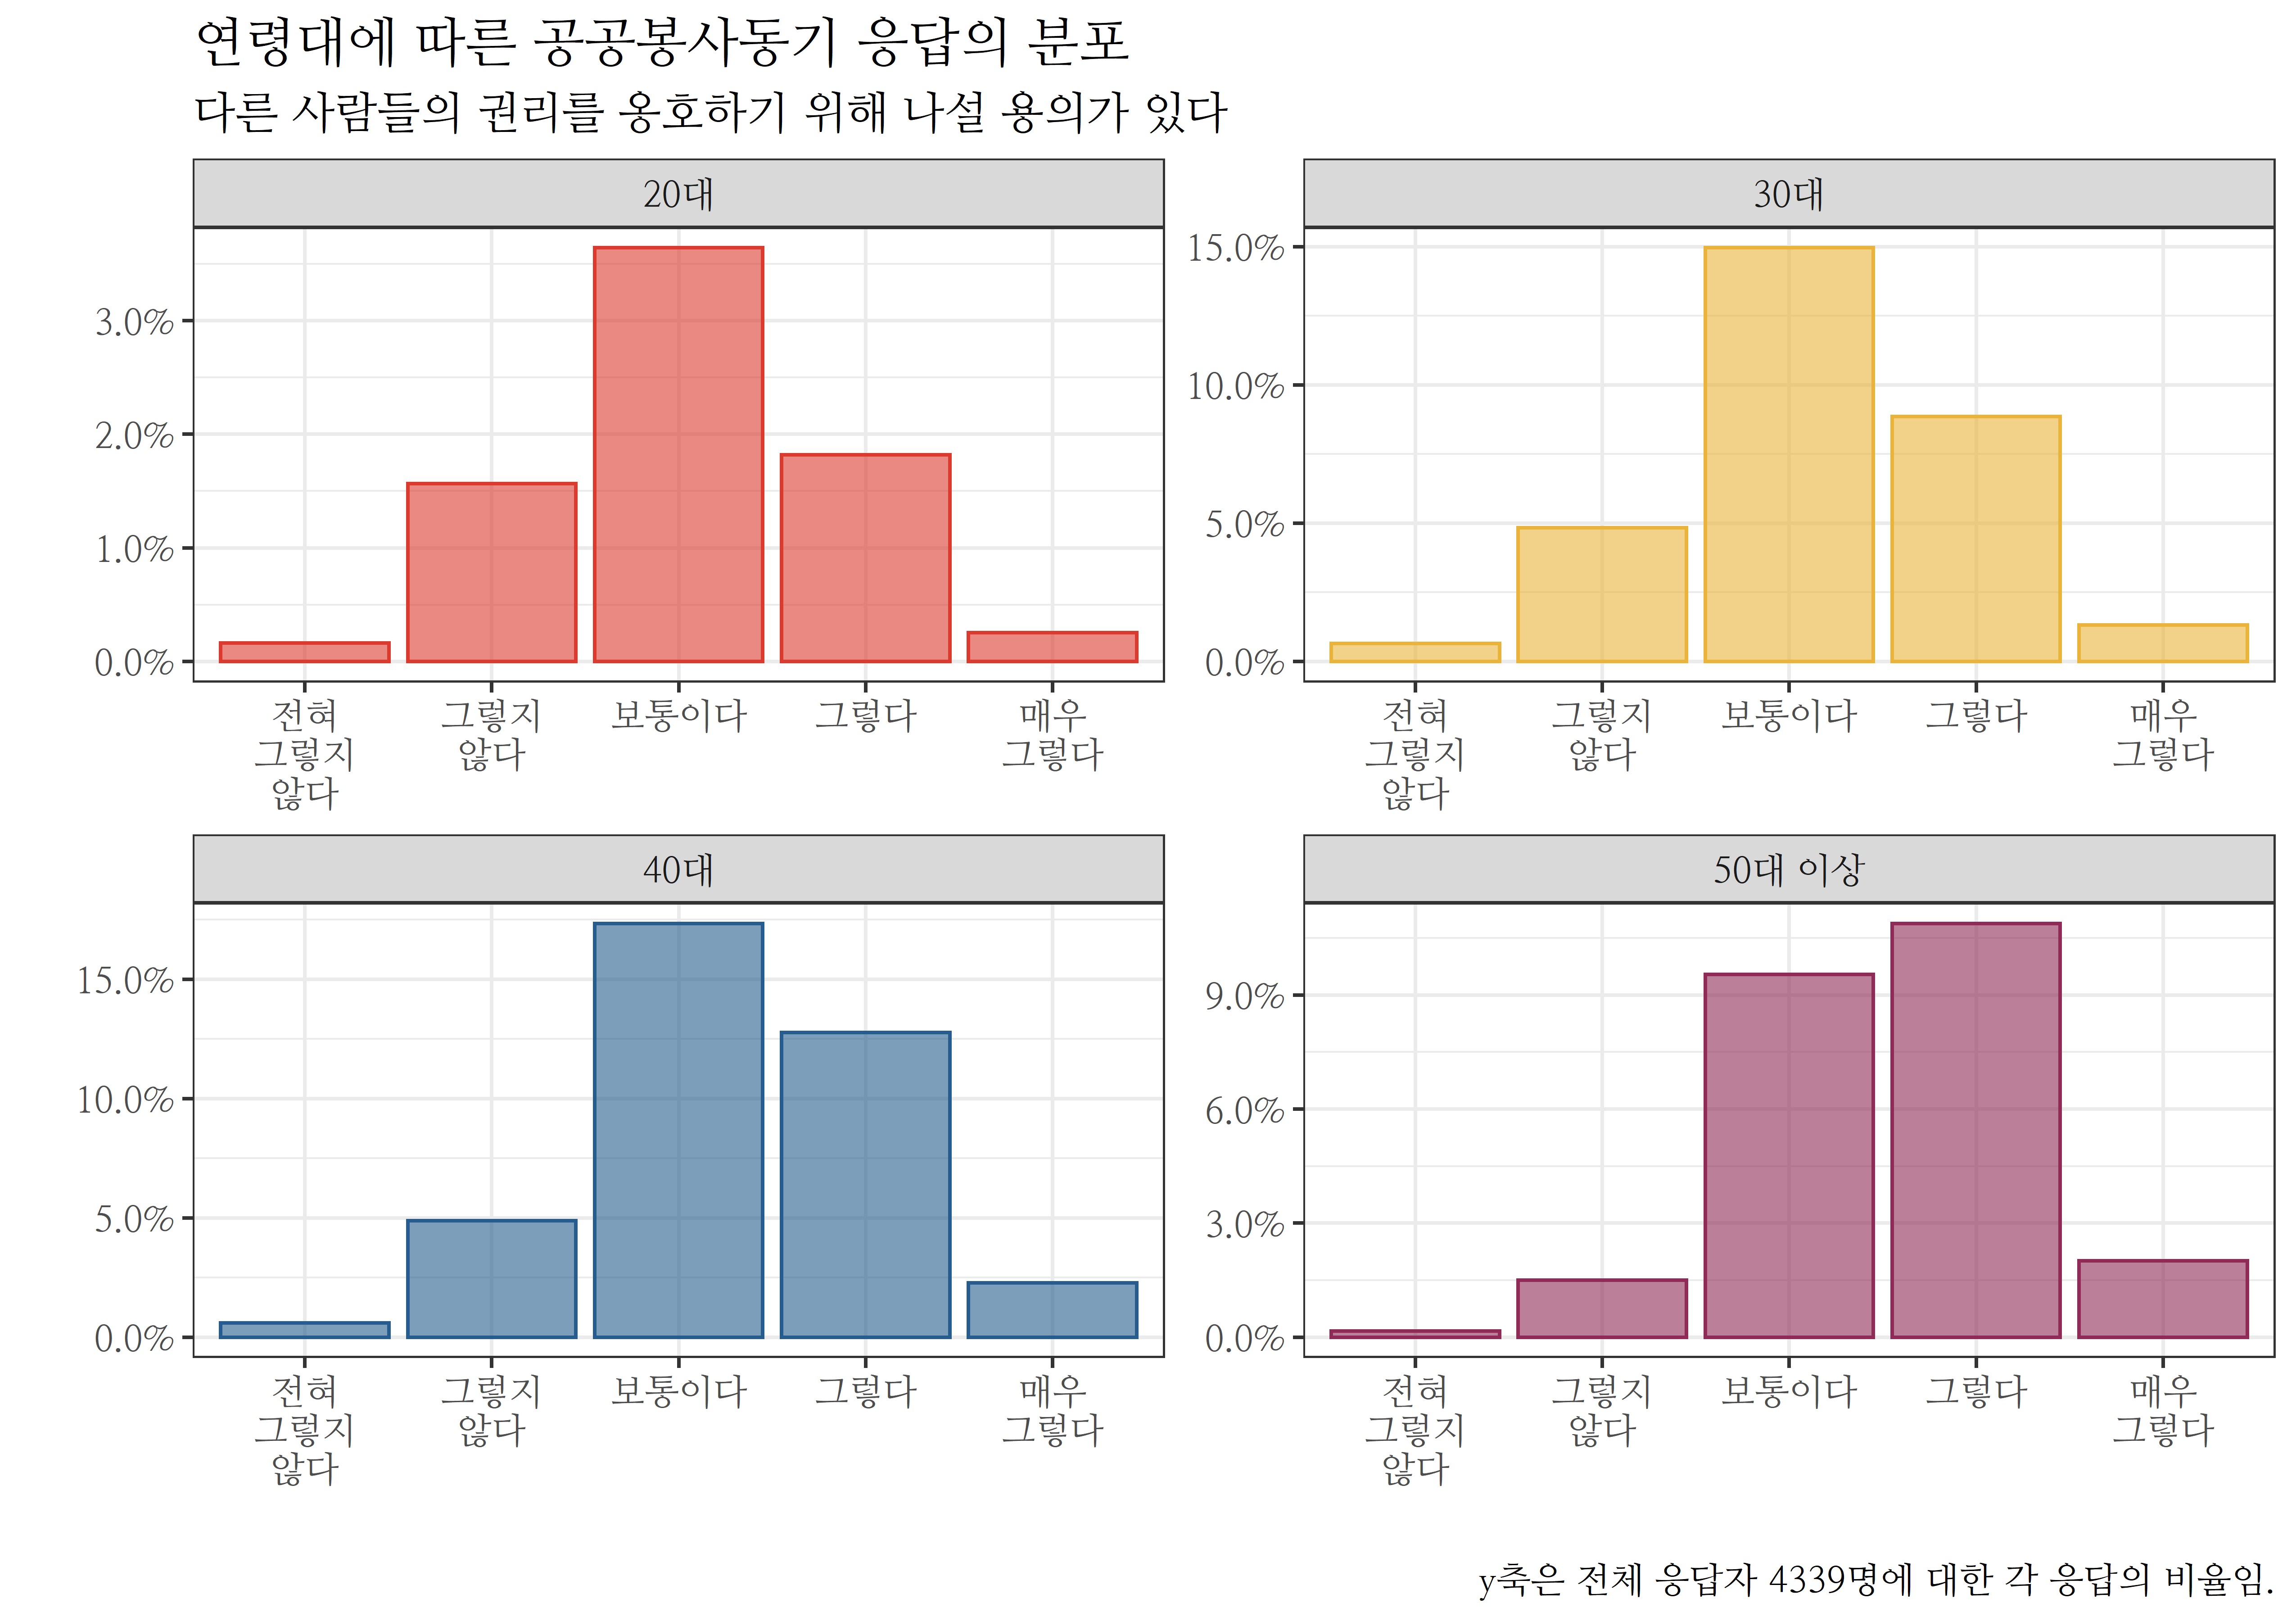 연령대에 따른 공공봉사동기 응답의 분포
다른 사람들의 권리를 옹호하기 위해 나설 용의가 있다
20대
3.0%
2.0%
1.0%
0.0%
전혀
그렇지
않다
그렇지
않다
보통이다
그렇다
매우
그렇다
30대
15.0%
10.0%
5.0%
0.0%
전혀
그렇지
않다
그렇지
않다
보통이다
그렇다
매우
그렇다
40대
15.0%
10.0%
5.0%
0.0%
전혀
그렇지
않다
그렇지
않다
보통이다
그렇다
매우
그렇다
50대 이상
9.0%
6.0%
3.0%
0.0%
전혀
그렇지
않다
그렇지
않다
보통이다
그렇다
매우
그렇다
y축은 전체 응답자 4339명에 대한 각 응답의 비율임.